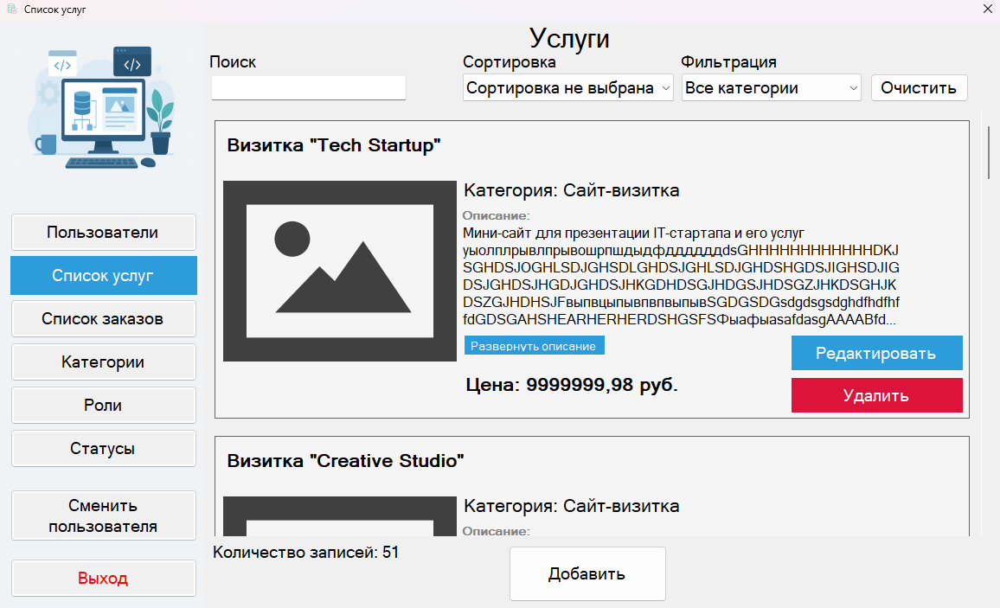 Список услуг
</>
</>
Пользователи
Список услуг
Список заказов
Категории
Роли
Статусы
Сменить
пользователя
Выход
Услуги
Поиск
Сортировка
Фильтрация
Сортировка не выбрана
Все категории
Очистить
Визитка "Tech Startup"
Категория: Сайт-визитка
Описание:
Мини-сайт для презентации IT-стартапа и его услуг
уыолплрывлпрывошрпшдыдфдддддддdsGHHHHHHHHHHHHDKJ
SGHDSJOGHLSDJGHSDLGHDSJGHLSDJGHDSHGDSJIGHSDJIG
DSJGHDSJHGDJGHDSJHKGDHDSGJHDGSJHDSGZJHKDSGHJK
DSZGJHDHSJFвыпвцыпывпвпвыпывSGDGSDGsdgdsgsdghdfhdfhf
fdGDSGAHSHEARHERHERDSHGSFSФыафыаsafdasgAAAABfd...
Развернуть описание
Цена: 9999999,98 руб.
Редактировать
Удалить
Визитка "Creative Studio"
Категория: Сайт-визитка
Описание:
Количество записей: 51
Добавить